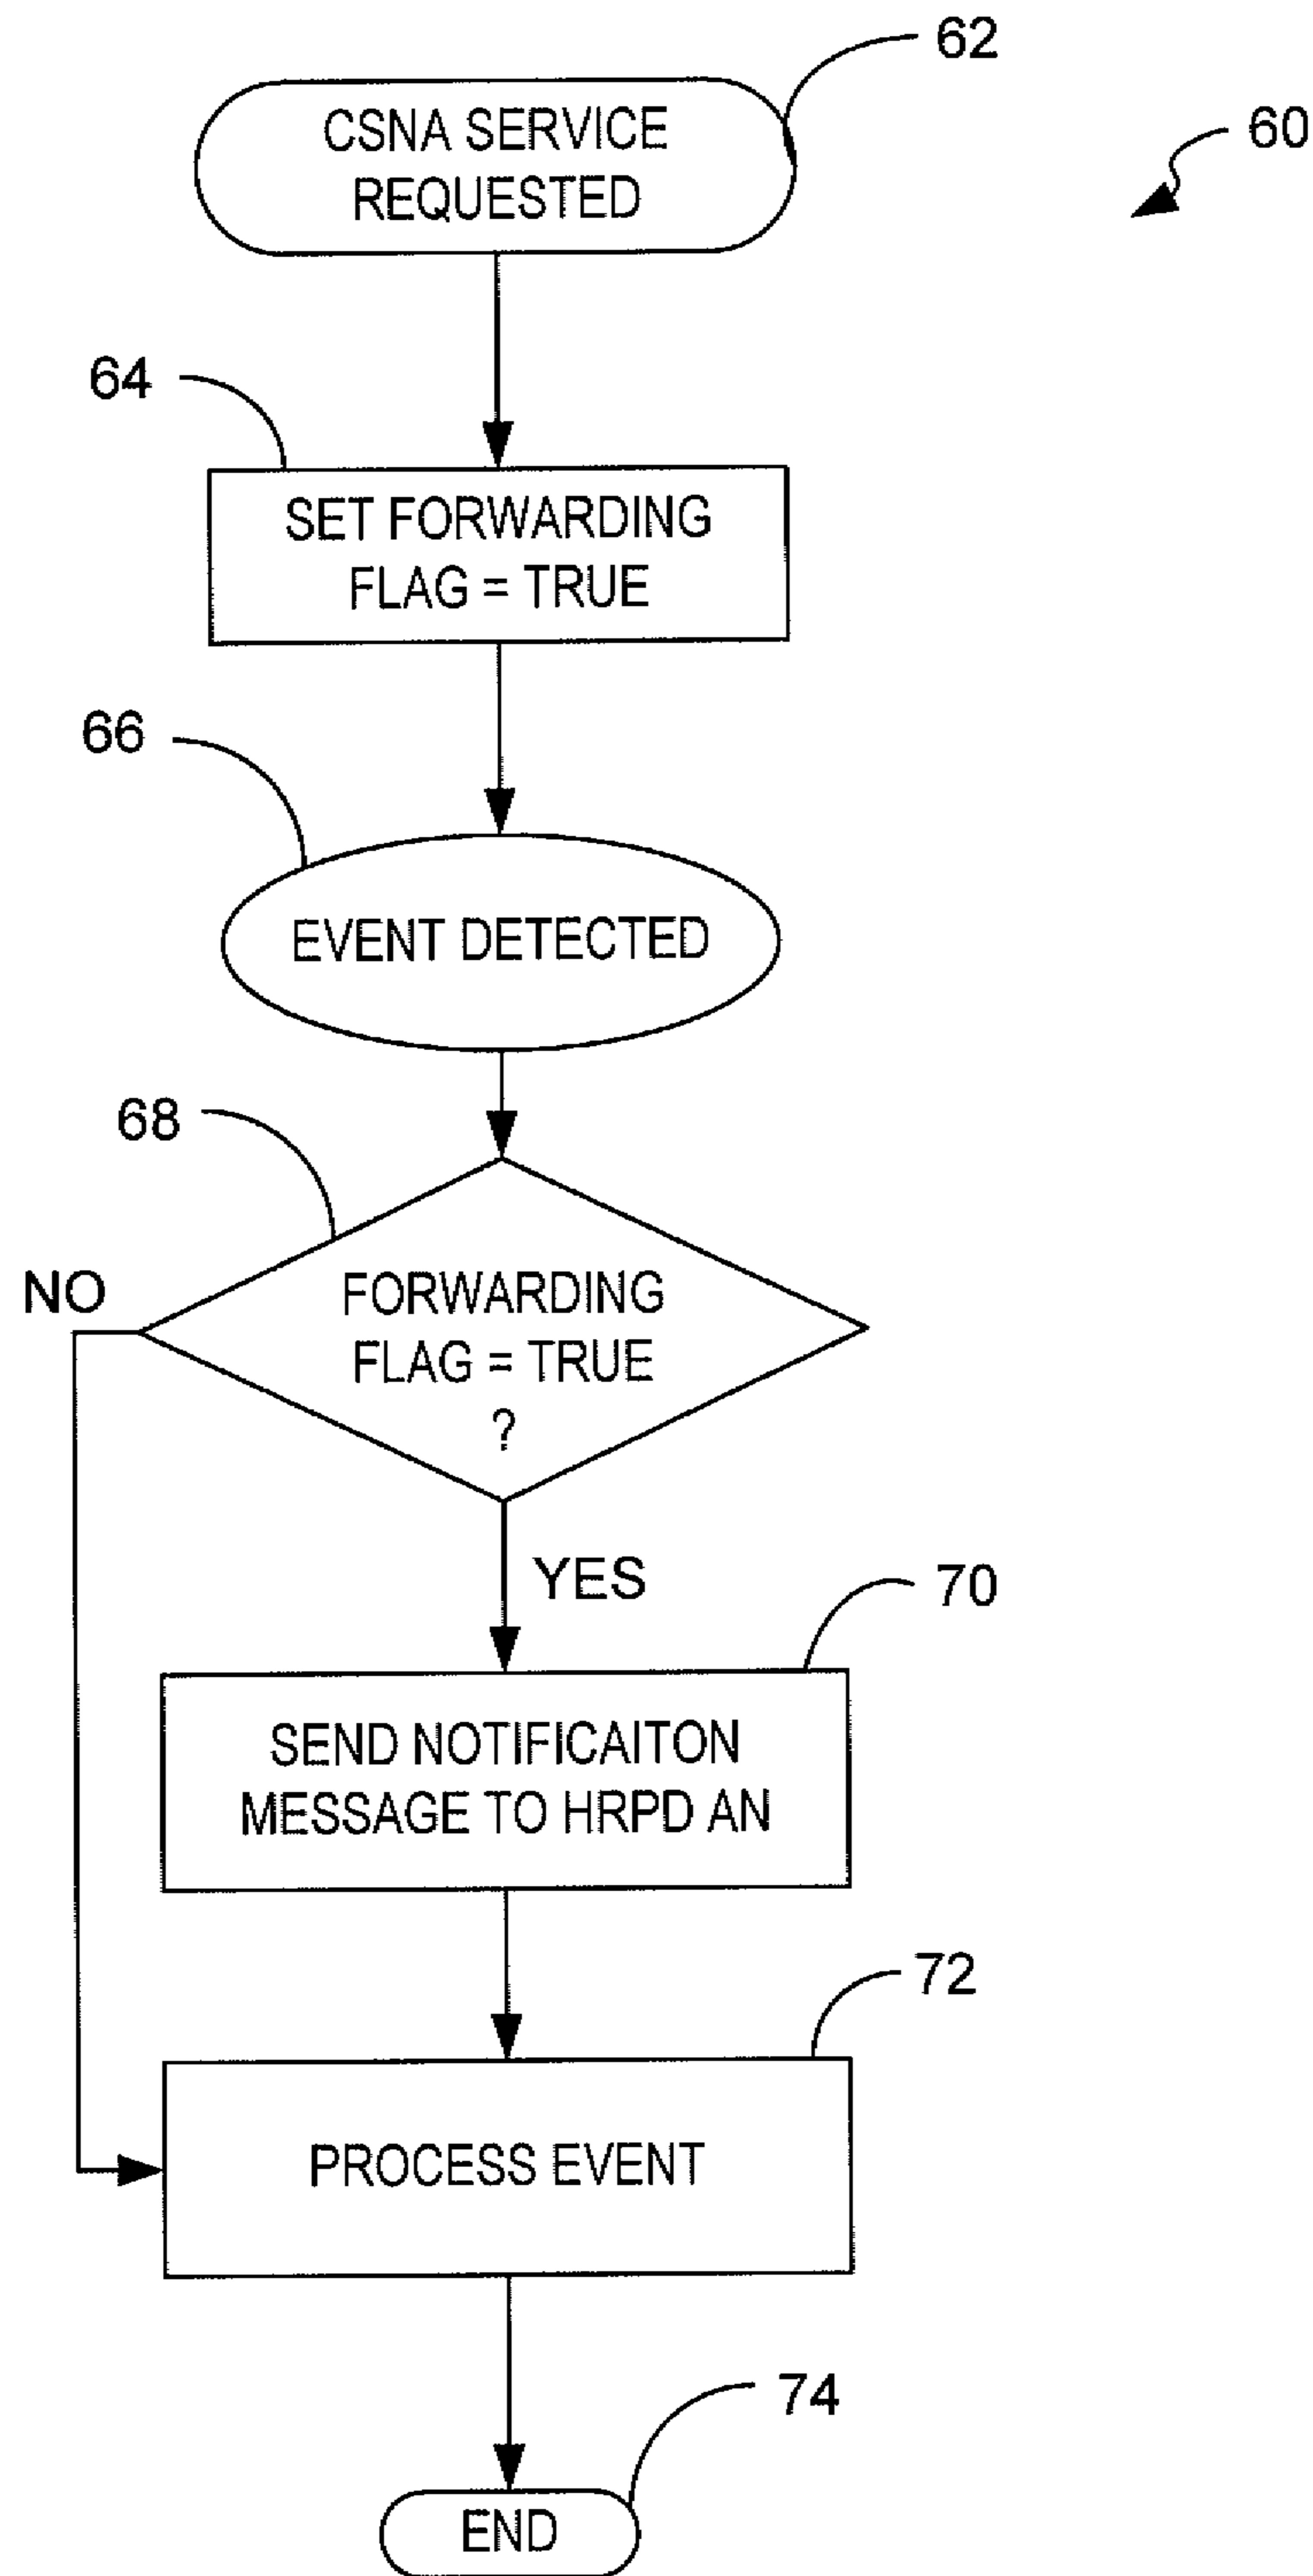 62
60
CSNA SERVICE
REQUESTED
64
SET FORWARDING
FLAG = TRUE
66
EVENT DETECTED
68
NO
FORWARDING
FLAG = TRUE
?
YES
70
SEND NOTIFICAITON
MESSAGE TO HRPD AN
72
PROCESS EVENT
74
END